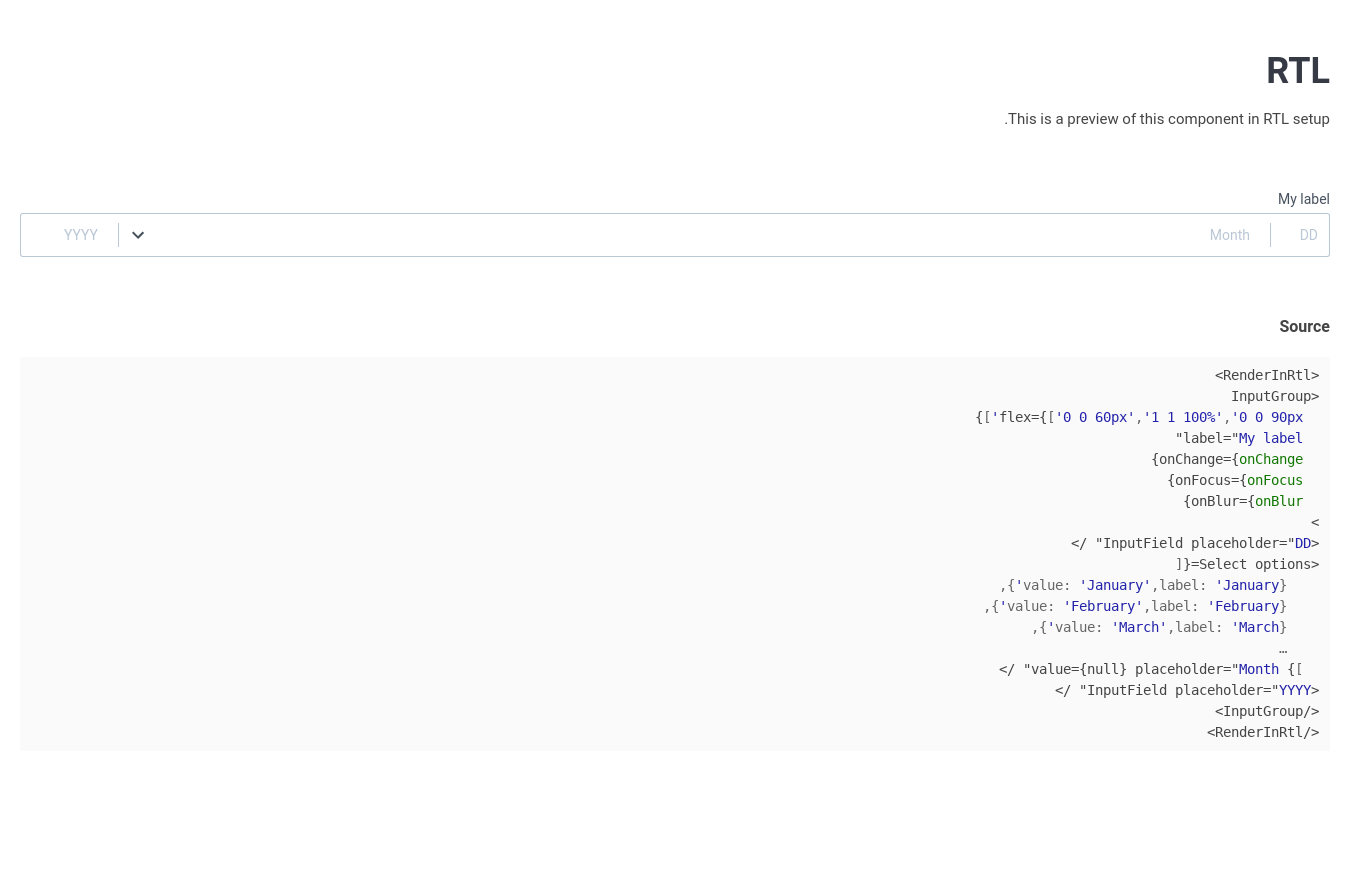 RTL
.This is a preview of this component in RTL setup
My label
DD Month YYYY
Source
<RenderInRtl>
InputGroup>
{['flex={['0 0 60px','1 1 100%','0 0 90px
"label="My label
{onChange={onChange
{onFocus={onFocus
{onBlur={onBlur
<
</ "InputField placeholder="DD>
]}=Select options>
,{'value: 'January',label: 'January}
,{'value: 'February',label: 'February}
,{'value: 'March',label: 'March}
…
</ "value={null} placeholder="Month {[
</ "InputField placeholder="YYYY>
<InputGroup/>
<RenderInRtl/>